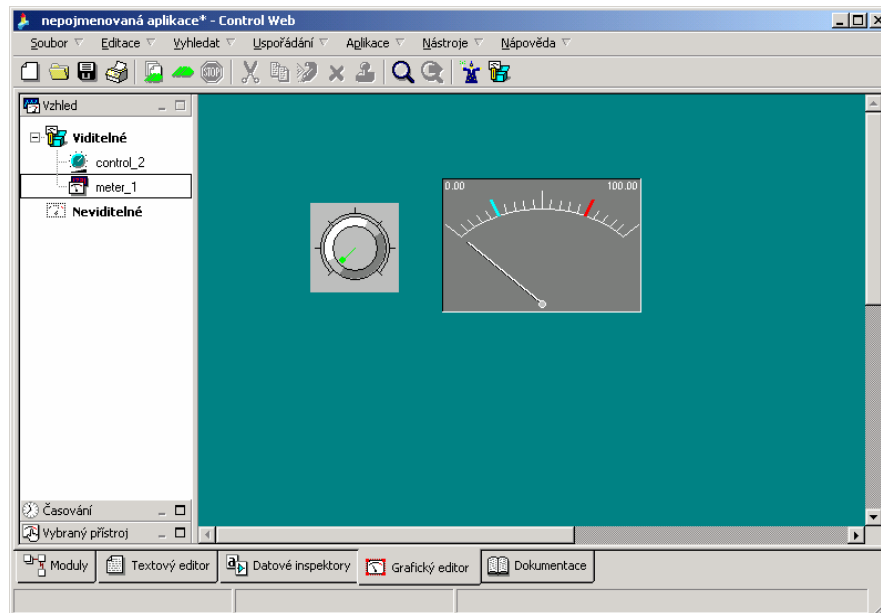 nepojmenovaná aplikace* - Control Web
Soubor Editace Vyhledat Uspořádání Aplikace Nástroje Nápověda
STOP
Vzhled
Viditelné
control_2
meter_1
Neviditelné
0.00 100.00
Časování
Vybraný přístroj
Moduly Textový editor Datové inspektory Grafický editor Dokumentace